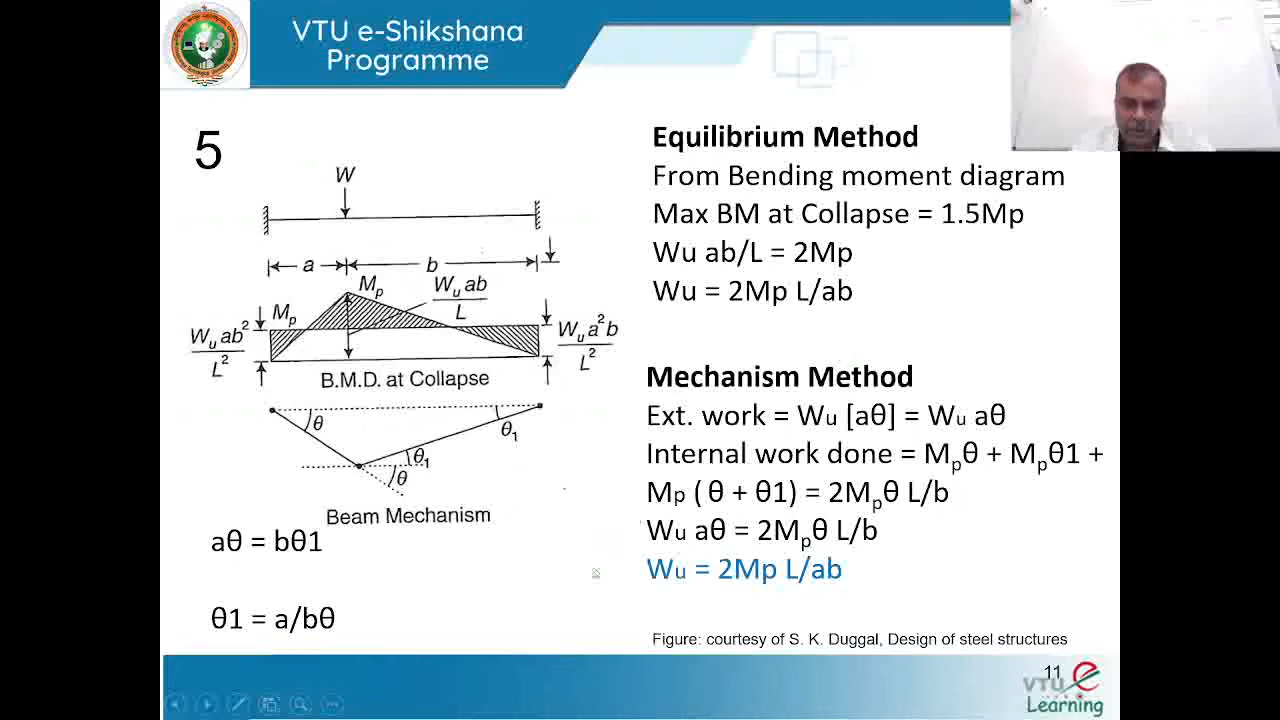 VTU e-Shikshana
Programme
5
W
a
b
Mp
Wu ab
L
Mp
Wu ab²
L²
Wu a²b
L²
B.M.D. at Collapse
θ
θ1
θ1
θ
Beam Mechanism
aθ = bθ1
θ1 = a/bθ
Equilibrium Method
From Bending moment diagram
Max BM at Collapse = 1.5Mp
Wu ab/L = 2Mp
Wu = 2Mp L/ab
Mechanism Method
Ext. work = Wu [aθ] = Wu aθ
Internal work done = Mpθ + Mpθ1 +
Mp ( θ + θ1) = 2Mpθ L/b
Wu aθ = 2Mpθ L/b
Wu = 2Mp L/ab
Figure: courtesy of S. K. Duggal, Design of steel structures
11
VTU e
Learning